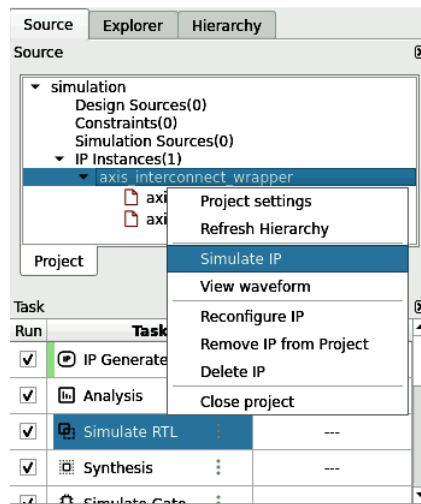 Source Explorer Hierarchy
Source
simulation
Design Sources(0)
Constraints(0)
Simulation Sources(0)
IP Instances(1)
axis_interconnect_wrapper
axi
axi
Project settings
Refresh Hierarchy
Simulate IP
View waveform
Reconfigure IP
Remove IP from Project
Delete IP
Close project
Project
Task
Run Task
IP Generate
Analysis
Simulate RTL ---
Synthesis ---
Simulate Gate